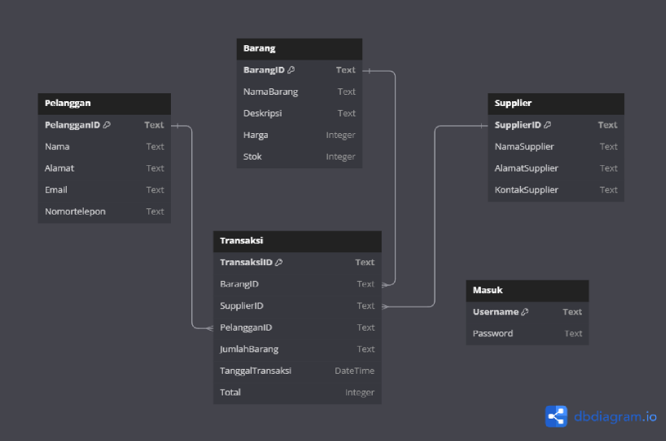 Barang
BarangID Text
NamaBarang Text
Deskripsi Text
Harga Integer
Stok Integer
Pelanggan
PelangganID Text
Nama Text
Alamat Text
Email Text
Nomortelepon Text
Supplier
SupplierID Text
NamaSupplier Text
AlamatSupplier Text
KontakSupplier Text
Transaksi
TransaksiID Text
BarangID Text
SupplierID Text
PelangganID Text
JumlahBarang Text
TanggalTransaksi DateTime
Total Integer
Masuk
Username Text
Password Text
dbdiagram.io